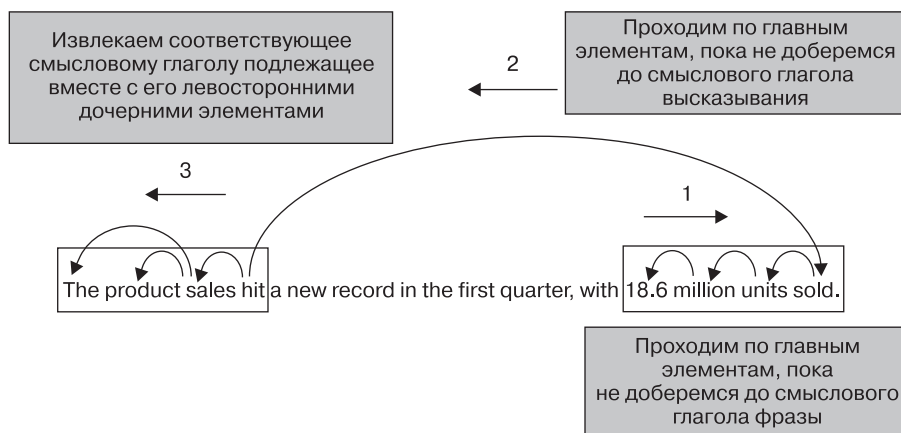 Извлекаем соответствующее
смысловому глаголу подлежащее
вместе с его левосторонними
дочерними элементами
Проходим по главным
элементам, пока не доберемся
до смыслового глагола
высказывания
2
3
1
The product sales hit a new record in the first quarter, with 18.6 million units sold.
Проходим по главным
элементам, пока
не доберемся до смыслового
глагола фразы